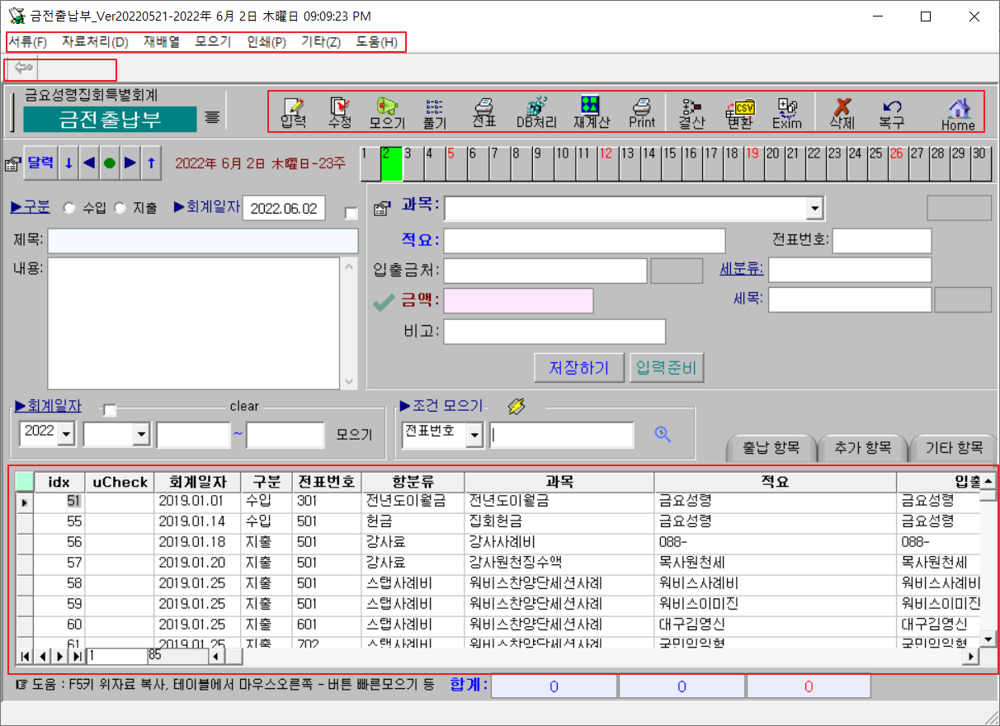 금전출납부_Ver20220521-2022年 6月 2日 木曜日 09:09:23 PM
서류(F) 자료처리(D) 재배열 모으기 인쇄(P) 기타(Z) 도움(H)
금요성령집회특별회계
금전출납부
입력 수정 모으기 풀기 전표 DB처리 재계산 Print 결산 변환 Exim 삭제 복구 Home
CSV
달력 2022年 6月 2日 木曜日-23주 1 2 3 4 5 6 7 8 9 10 11 12 13 14 15 16 17 18 19 20 21 22 23 24 25 26 27 28 29 30
▶구분 수입 지출 ▶회계일자 2022.06.02
제목:
내용:
과목:
적요: 전표번호:
입출금처: 세분류:
금액: 세목:
비고:
저장하기 입력준비
▶회계일자 clear
2022 ~ 모으기
▶조건 모으기
전표번호
출납 항목 추가 항목 기타 항목
idx uCheck 회계일자 구분 전표번호 항분류 과목 적요 입출
51 2019.01.01 수입 301 전년도이월금 전년도이월금 금요성령 금요성령
55 2019.01.14 수입 501 헌금 집회헌금 금요성령 금요성령
56 2019.01.18 지출 501 강사료 강사사례비 088- 088-
57 2019.01.20 지출 501 강사료 강사원천징수액 목사원천세 목사원천세
58 2019.01.25 지출 501 스탭사례비 워비스찬양단세션사례 워비스사례비 워비스사례비
59 2019.01.25 지출 501 스탭사례비 워비스찬양단세션사례 워비스이미진 워비스이미진
60 2019.01.25 지출 601 스탭사례비 워비스찬양단세션사례 대구김영신 대구김영신
61 2019.01.25 지출 702 스탭사례비 워비스찬양단세션사례
1 85
☞ 도움 : F5키 위자료 복사, 테이블에서 마우스오른쪽 - 버튼 빠른모으기 등 합계: 0 0 0